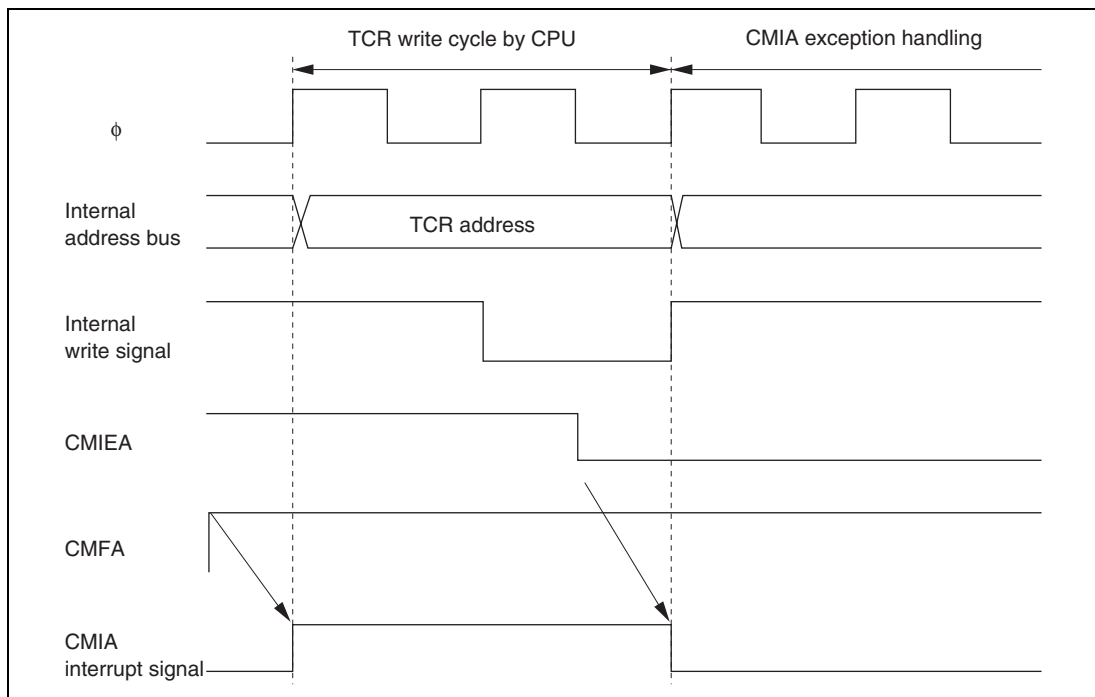 TCR write cycle by CPU
CMIA exception handling
ϕ
Internal
address bus
TCR address
Internal
write signal
CMIEA
CMFA
CMIA
interrupt signal